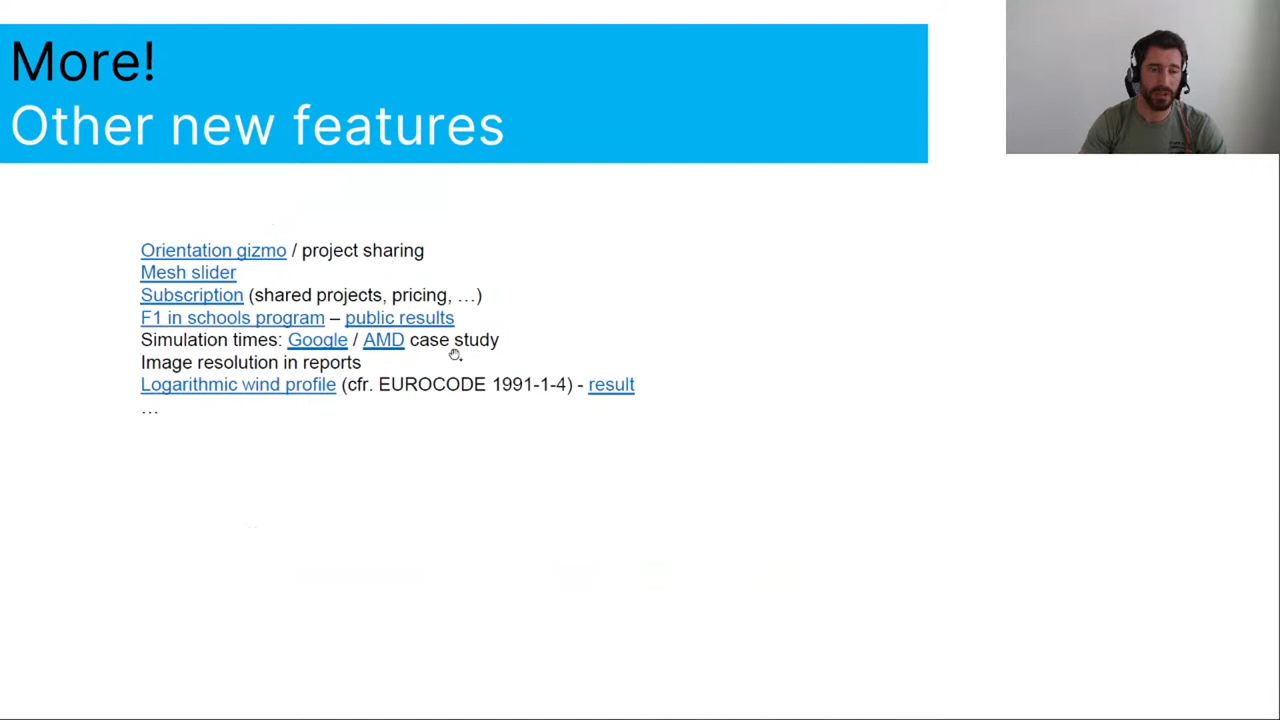 More!
Other new features
Orientation gizmo / project sharing
Mesh slider
Subscription (shared projects, pricing, …)
F1 in schools program – public results
Simulation times: Google / AMD case study
Image resolution in reports
Logarithmic wind profile (cfr. EUROCODE 1991-1-4) - result
…